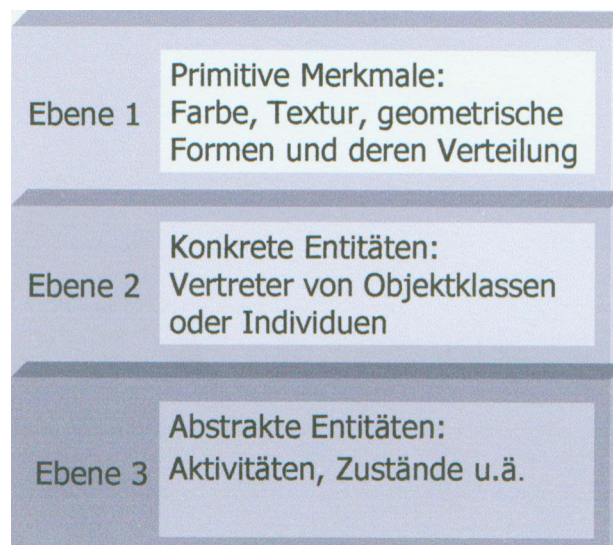 Ebene 1
Primitive Merkmale:
Farbe, Textur, geometrische
Formen und deren Verteilung
Ebene 2
Konkrete Entitäten:
Vertreter von Objektklassen
oder Individuen
Ebene 3
Abstrakte Entitäten:
Aktivitäten, Zustände u.ä.